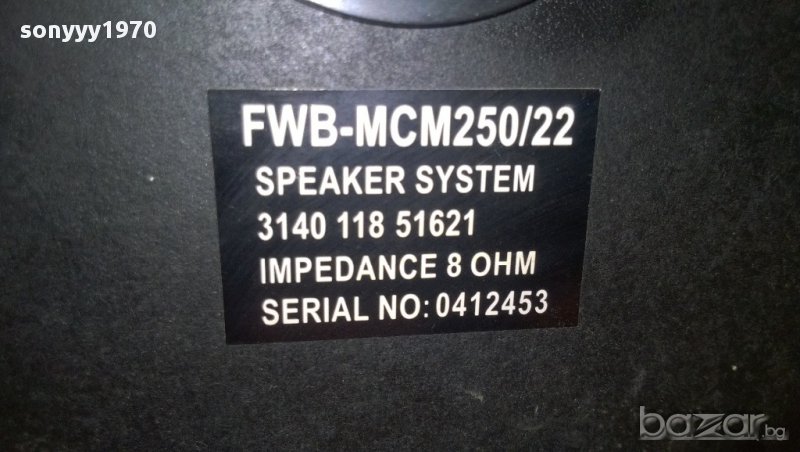 sonyyy1970
FWB-MCM250/22
SPEAKER SYSTEM
3140 118 51621
IMPEDANCE 8 OHM
SERIAL NO: 0412453
bazar.bg